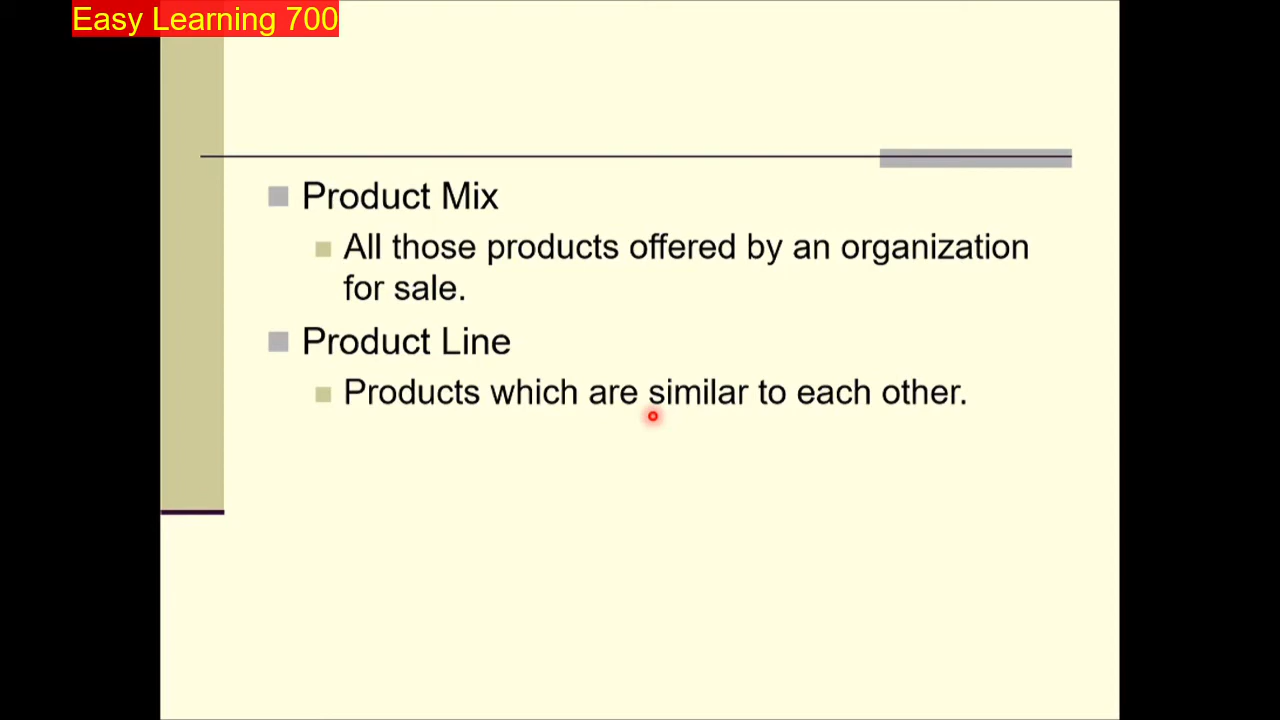 Easy Learning 700
Product Mix
All those products offered by an organization
for sale.
Product Line
Products which are similar to each other.